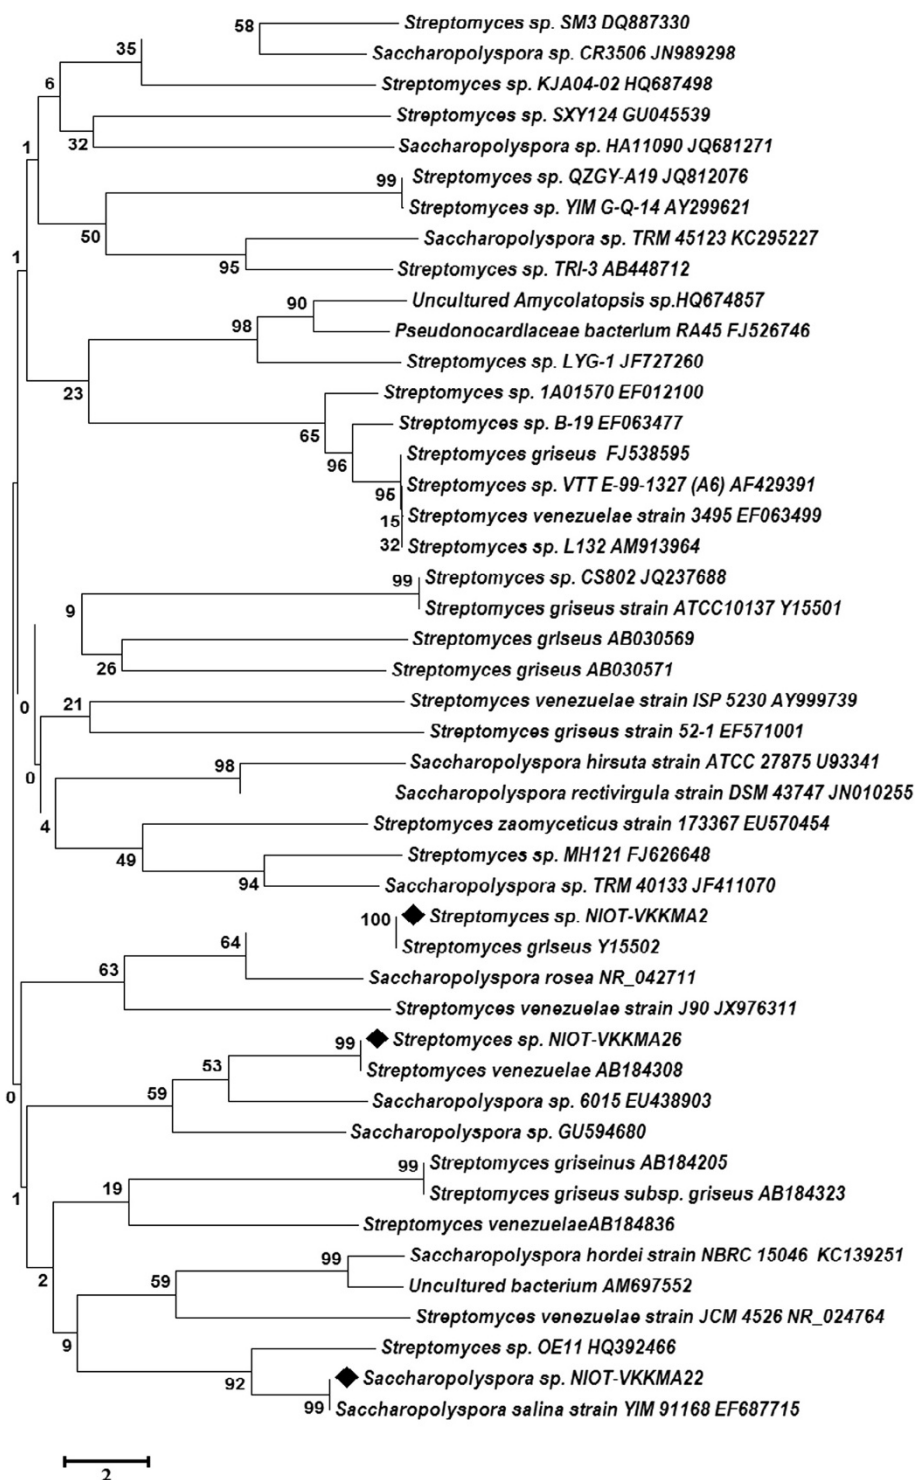 58 Streptomyces sp. SM3 DQ887330
35 Saccharopolyspora sp. CR3506 JN989298
6 Streptomyces sp. KJA04-02 HQ687498
Streptomyces sp. SXY124 GU045539
1 32 Saccharopolyspora sp. HA11090 JQ681271
99 Streptomyces sp. QZGY-A19 JQ812076
Streptomyces sp. YIM G-Q-14 AY299621
50 Saccharopolyspora sp. TRM 45123 KC295227
1 95 Streptomyces sp. TRI-3 AB448712
90 Uncultured Amycolatopsis sp.HQ674857
98 Pseudonocardiaceae bacterium RA45 FJ526746
Streptomyces sp. LYG-1 JF727260
23 Streptomyces sp. 1A01570 EF012100
65 Streptomyces sp. B-19 EF063477
96 Streptomyces griseus FJ538595
95 Streptomyces sp. VTT E-99-1327 (A6) AF429391
15 Streptomyces venezuelae strain 3495 EF063499
32 Streptomyces sp. L132 AM913964
99 Streptomyces sp. CS802 JQ237688
9 Streptomyces griseus strain ATCC10137 Y15501
Streptomyces griseus AB030569
26 Streptomyces griseus AB030571
0 21 Streptomyces venezuelae strain ISP 5230 AY999739
Streptomyces griseus strain 52-1 EF571001
0 98 Saccharopolyspora hirsuta strain ATCC 27875 U93341
Saccharopolyspora rectivirgula strain DSM 43747 JN010255
4 Streptomyces zaomyceticus strain 173367 EU570454
49 Streptomyces sp. MH121 FJ626648
94 Saccharopolyspora sp. TRM 40133 JF411070
100 Streptomyces sp. NIOT-VKKMA2
64 Streptomyces griseus Y15502
63 Saccharopolyspora rosea NR_042711
Streptomyces venezuelae strain J90 JX976311
99 Streptomyces sp. NIOT-VKKMA26
53 Streptomyces venezuelae AB184308
0 59 Saccharopolyspora sp. 6015 EU438903
Saccharopolyspora sp. GU594680
99 Streptomyces griseinus AB184205
1 19 Streptomyces griseus subsp. griseus AB184323
Streptomyces venezuelaeAB184836
99 Saccharopolyspora hordei strain NBRC 15046 KC139251
2 59 Uncultured bacterium AM697552
Streptomyces venezuelae strain JCM 4526 NR_024764
9 Streptomyces sp. OE11 HQ392466
92 Saccharopolyspora sp. NIOT-VKKMA22
99 Saccharopolyspora salina strain YIM 91168 EF687715
2